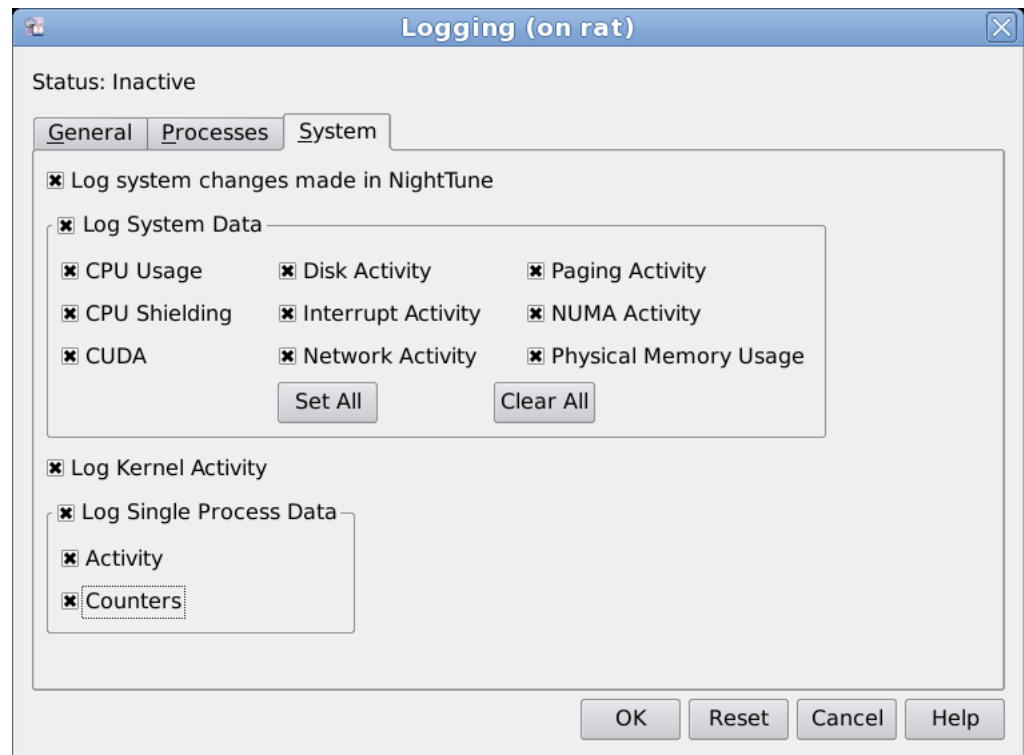 Logging (on rat)
Status: Inactive
General Processes System
Log system changes made in NightTune
Log System Data
CPU Usage Disk Activity Paging Activity
CPU Shielding Interrupt Activity NUMA Activity
CUDA Network Activity Physical Memory Usage
Set All Clear All
Log Kernel Activity
Log Single Process Data
Activity
Counters
OK Reset Cancel Help